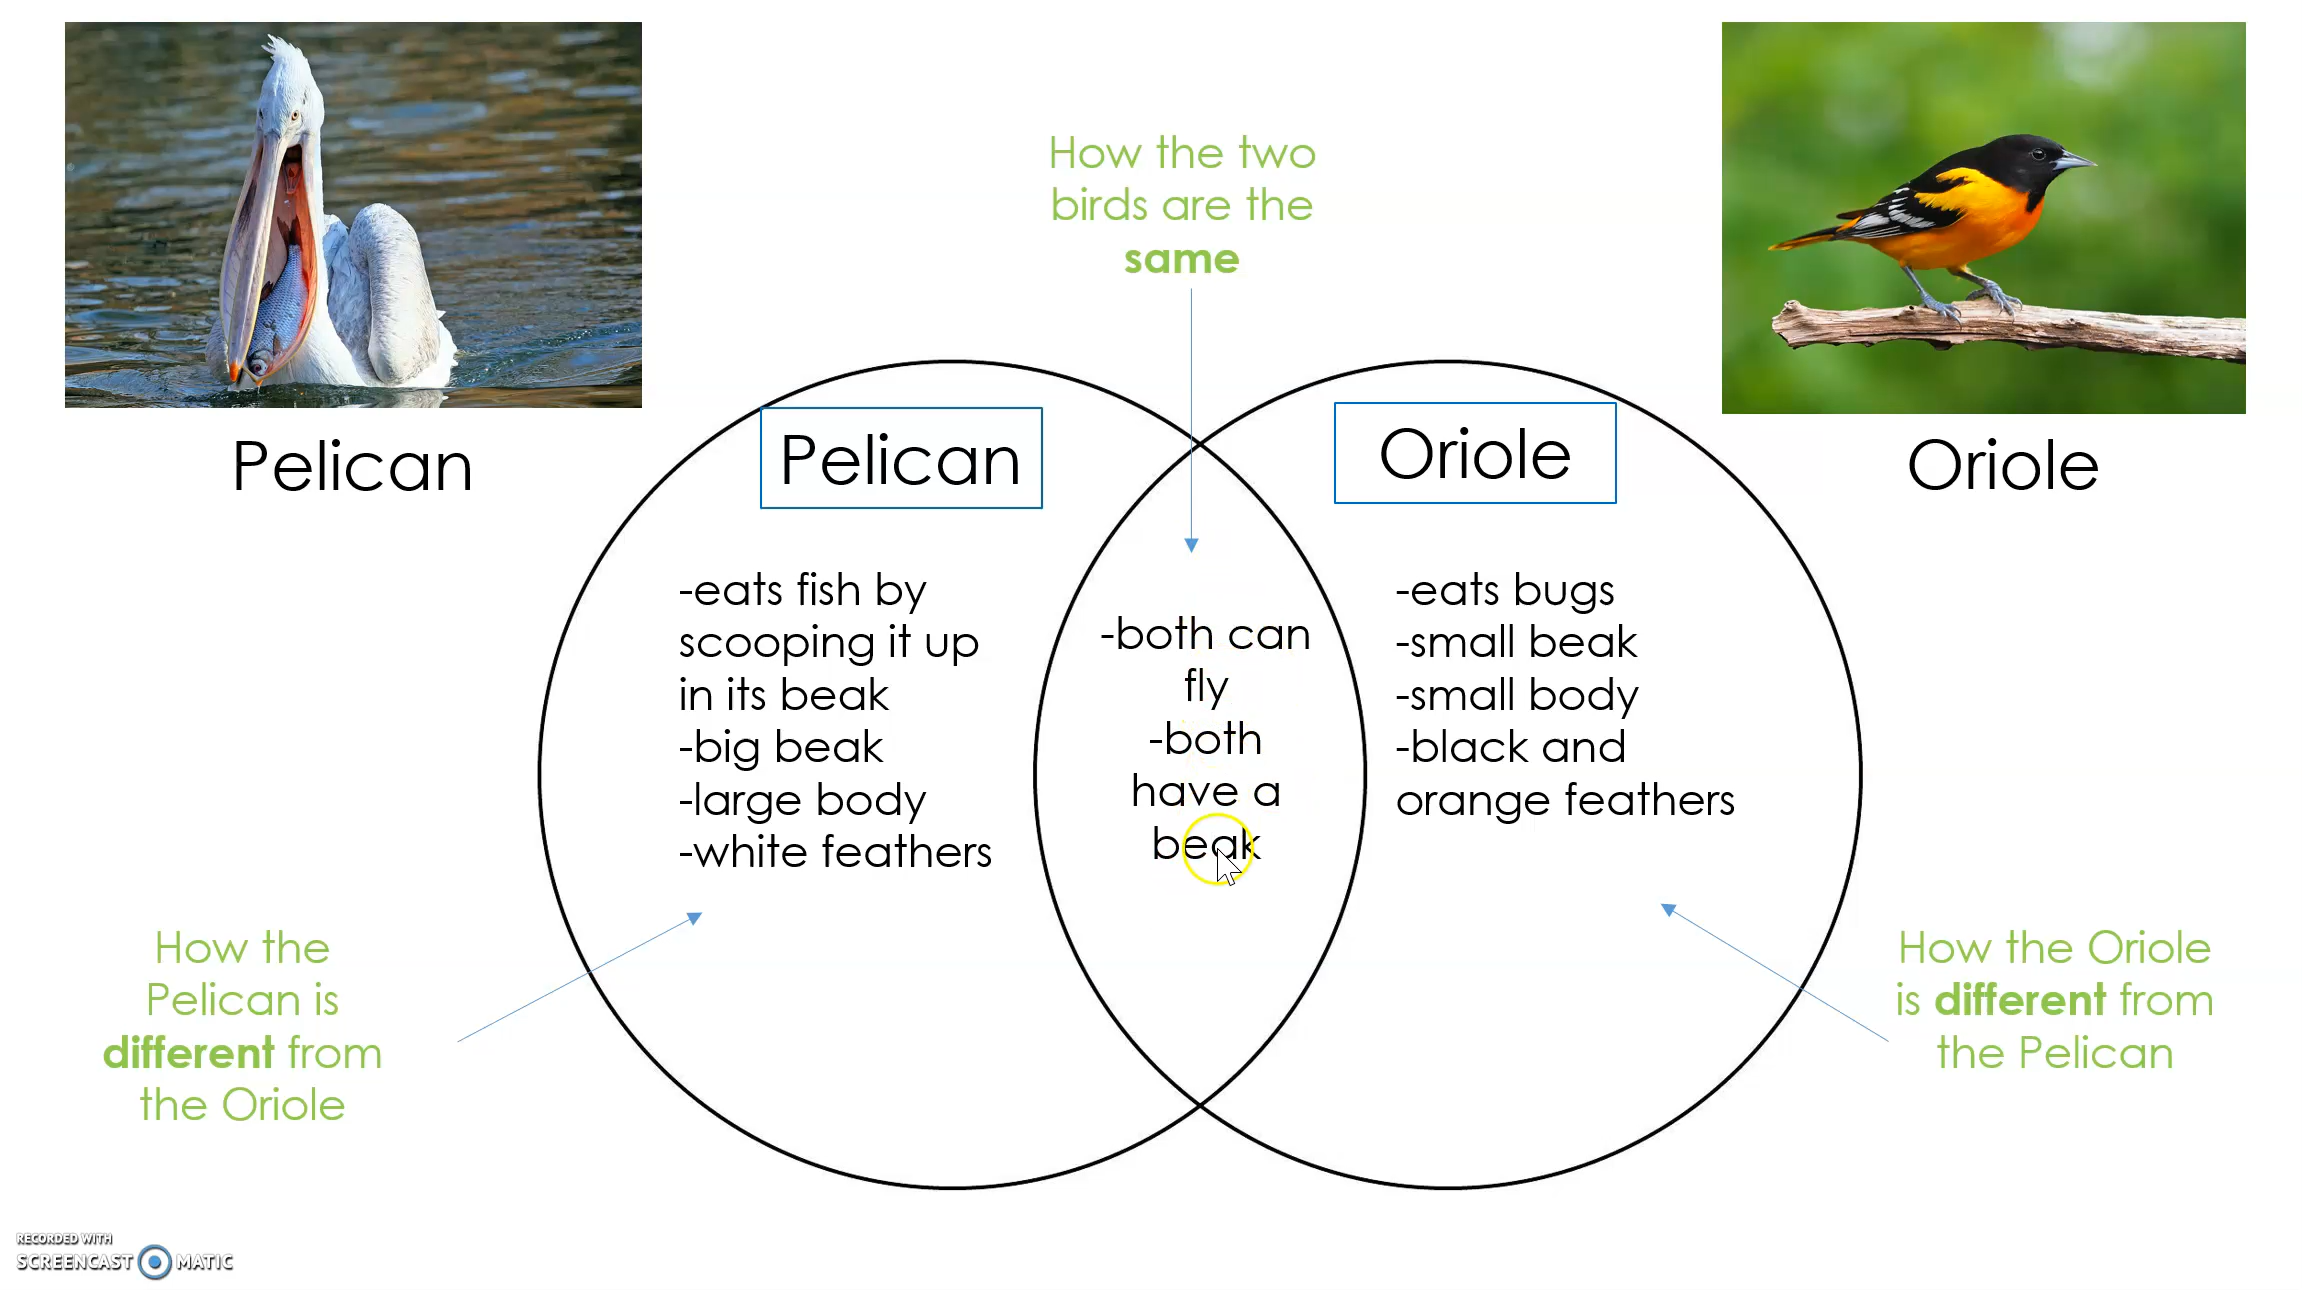 How the two
birds are the
same
Pelican
Oriole
Pelican
Oriole
-eats fish by
scooping it up
in its beak
-big beak
-large body
-white feathers
-both can
fly
-both
have a
beak
-eats bugs
-small beak
-small body
-black and
orange feathers
How the
Pelican is
different from
the Oriole
How the Oriole
is different from
the Pelican
RECORDED WITH
SCREENCAST MATIC